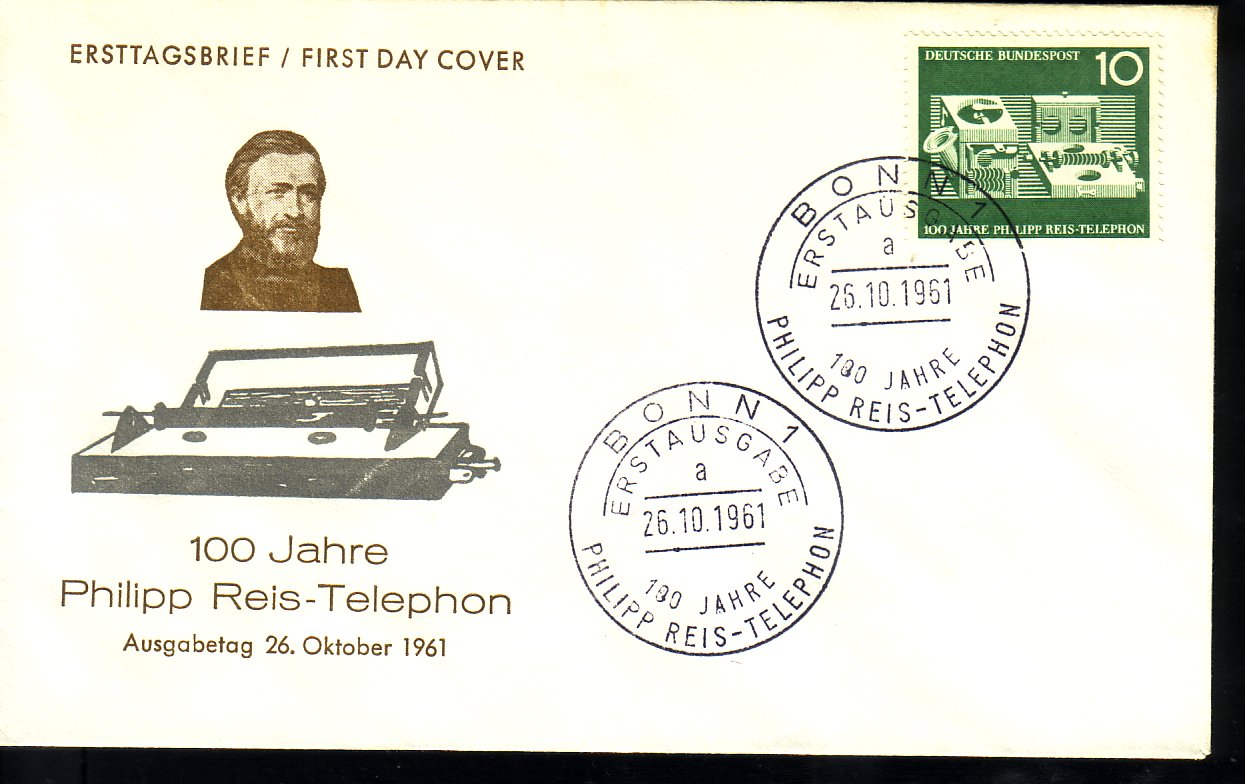 ERSTTAGSBRIEF / FIRST DAY COVER
DEUTSCHE BUNDESPOST 10
100 JAHRE PHILIPP REIS-TELEPHON
BONN 1
ERSTAUSGABE
a
26.10.1961
100 JAHRE
PHILIPP REIS-TELEPHON
BONN 1
ERSTAUSGABE
a
26.10.1961
100 JAHRE
PHILIPP REIS-TELEPHON
100 Jahre
Philipp Reis-Telephon
Ausgabetag 26. Oktober 1961